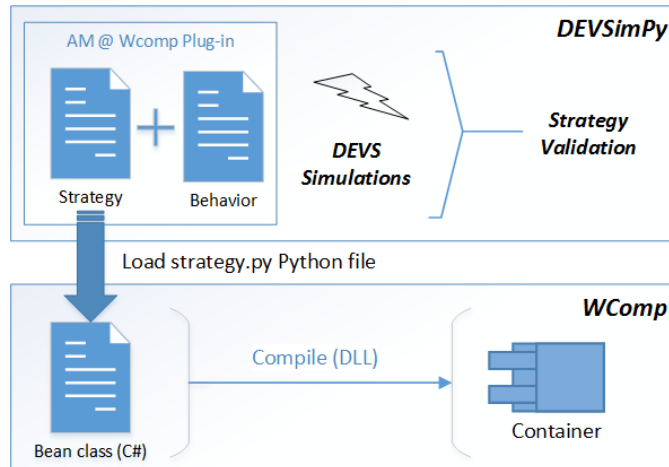 AM @ Wcomp Plug-in
DEVSimPy
Strategy
Behavior
DEVS
Simulations
Strategy
Validation
Load strategy.py Python file
WComp
Compile (DLL)
Bean class (C#)
Container